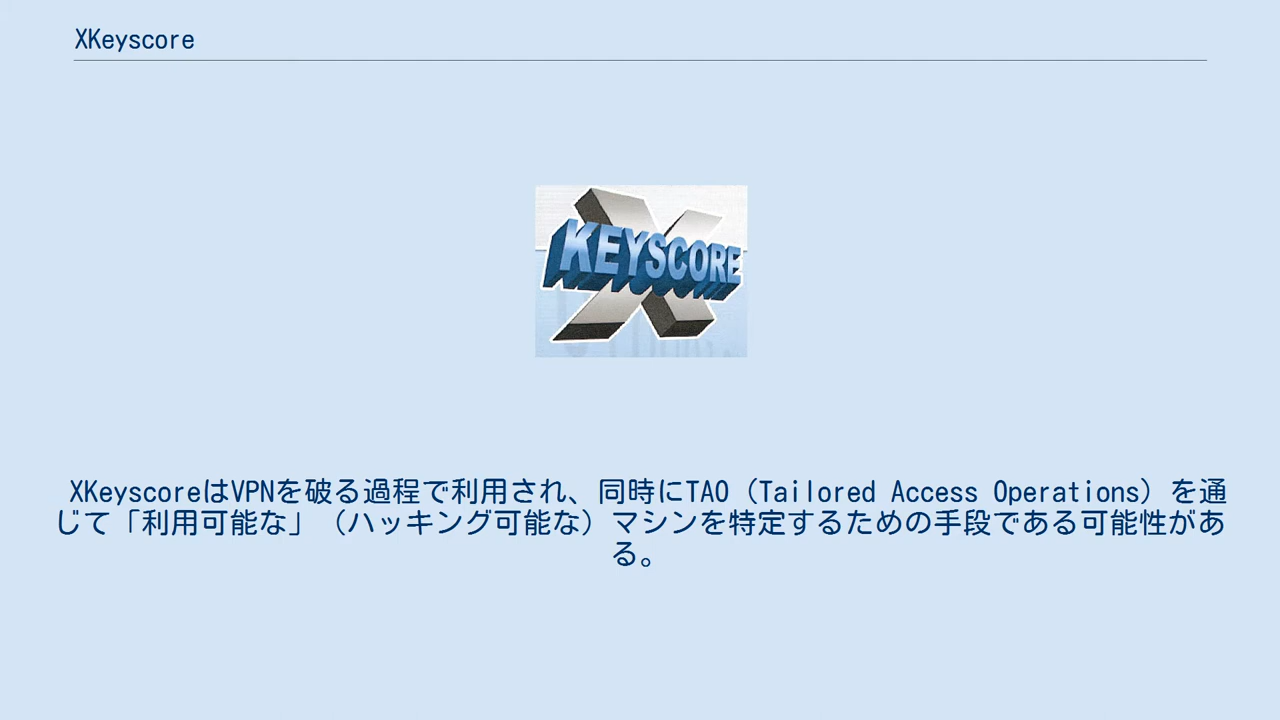 XKeyscore
KEYSCORE
XKeyscoreはVPNを破る過程で利用され、同時にTAO（Tailored Access Operations）を通
じて「利用可能な」（ハッキング可能な）マシンを特定するための手段である可能性があ
る。